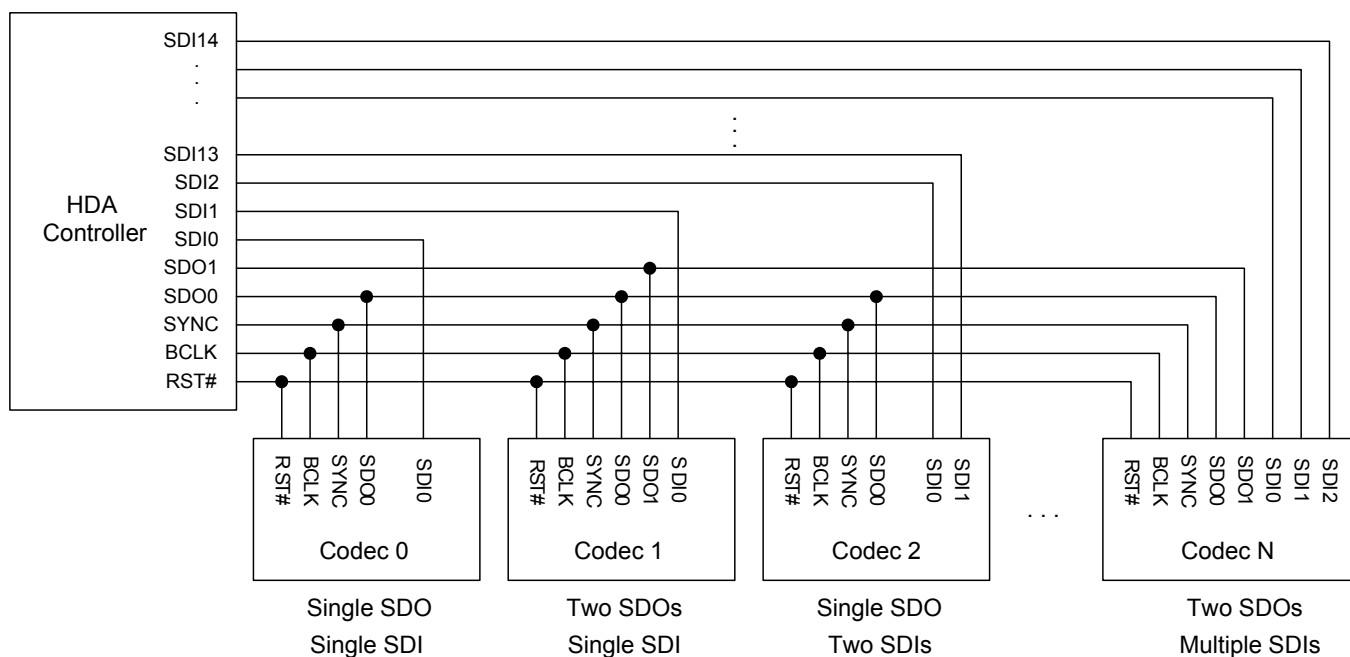 SDI14
.
.
.
SDI13
SDI2
SDI1
SDI0
SDO1
SDO0
SYNC
BCLK
RST#
HDA
Controller
.
.
.
R ST#
BCLK
SYNC
SDO0
SDI0
Codec 0
Single SDO
Single SDI
RST#
BCLK
SYNC
SDO0
SDO1
SDI0
Codec 1
Two SDOs
Single SDI
RST#
BCLK
SYNC
SDO0
SDI0
SDI1
Codec 2
Single SDO
Two SDIs
. . .
RST#
BCLK
SYNC
SDO0
SDO1
SDI0
SDI1
SDI2
Codec N
Two SDOs
Multiple SDIs